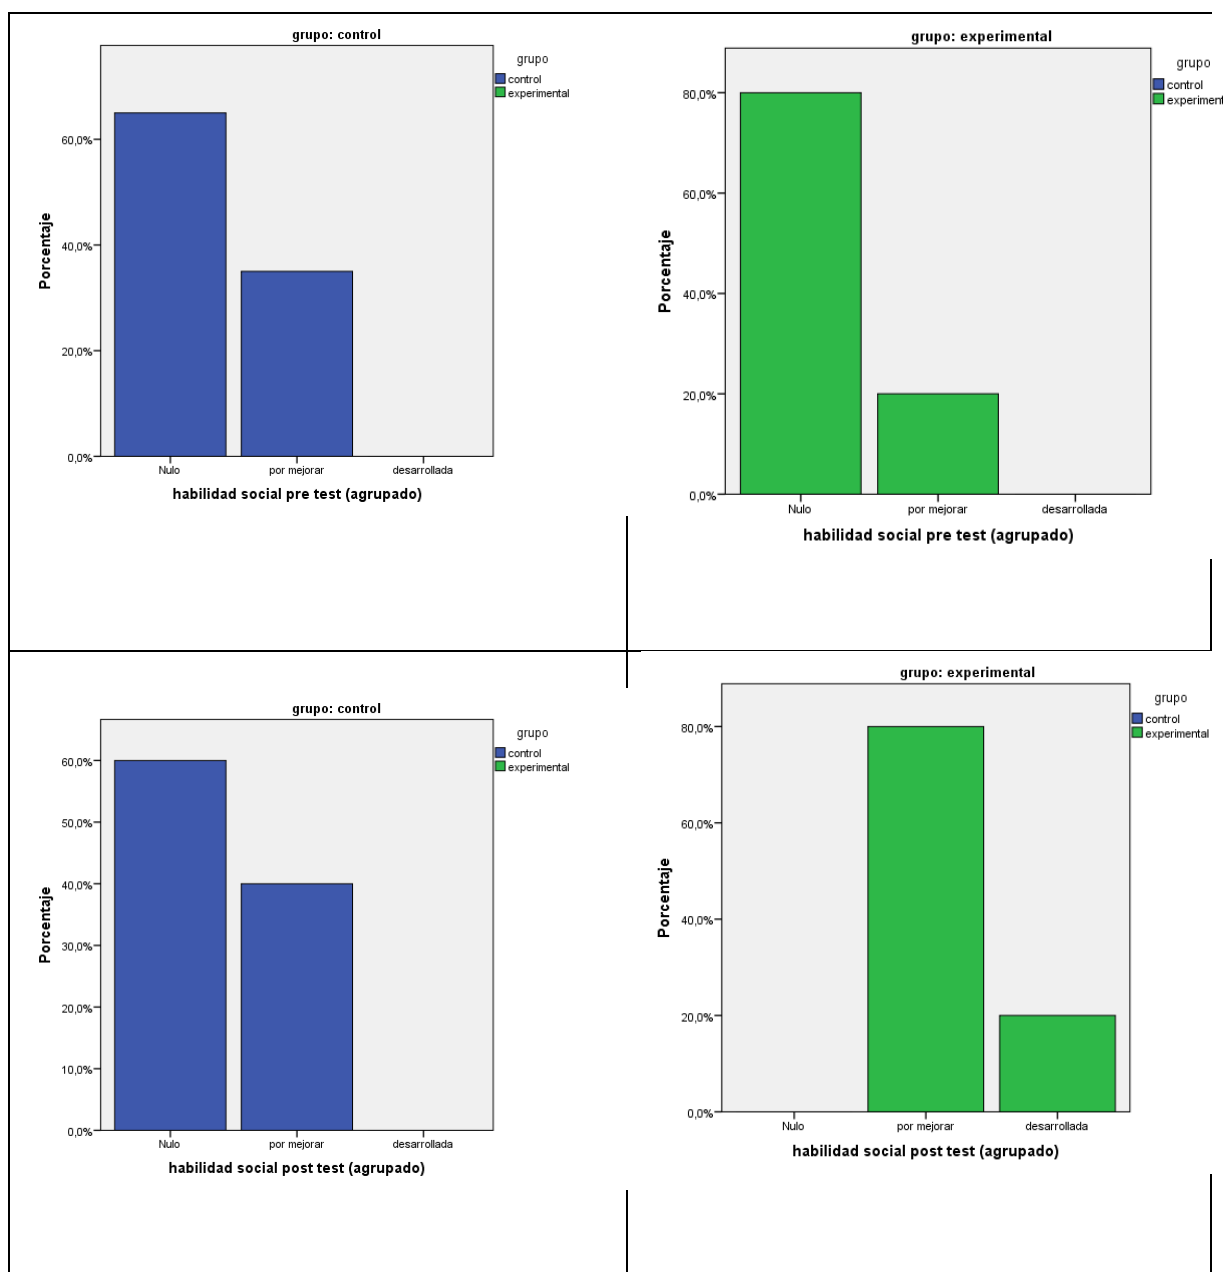 grupo: control
grupo
control
experimental
60,0%
40,0%
20,0%
0,0%
Porcentaje
Nulo por mejorar desarrollada
habilidad social pre test (agrupado)
grupo: experimental
grupo
control
experiment
80,0%
60,0%
40,0%
20,0%
0,0%
Porcentaje
Nulo por mejorar desarrollada
habilidad social pre test (agrupado)
grupo: control
grupo
control
experimental
60,0%
50,0%
40,0%
30,0%
20,0%
10,0%
0,0%
Porcentaje
Nulo por mejorar desarrollada
habilidad social post test (agrupado)
grupo: experimental
grupo
control
experimental
80,0%
60,0%
40,0%
20,0%
0,0%
Porcentaje
Nulo por mejorar desarrollada
habilidad social post test (agrupado)